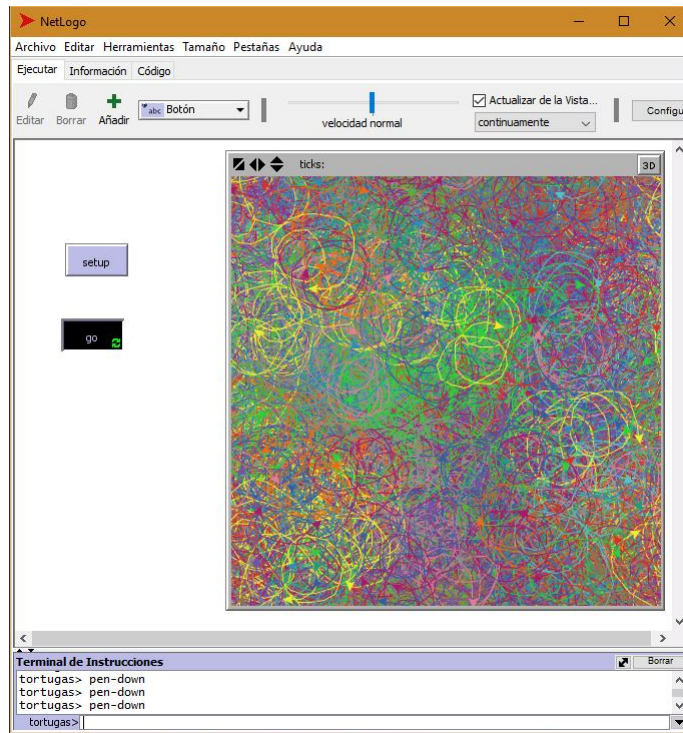 NetLogo
Archivo Editar Herramientas Tamaño Pestañas Ayuda
Ejecutar Información Código
Editar Borrar Añadir abc Botón velocidad normal Actualizar de la Vista... continuamente Configu
ticks: 3D
setup
go
Terminal de Instrucciones Borrar
tortugas> pen-down
tortugas> pen-down
tortugas> pen-down
tortugas>